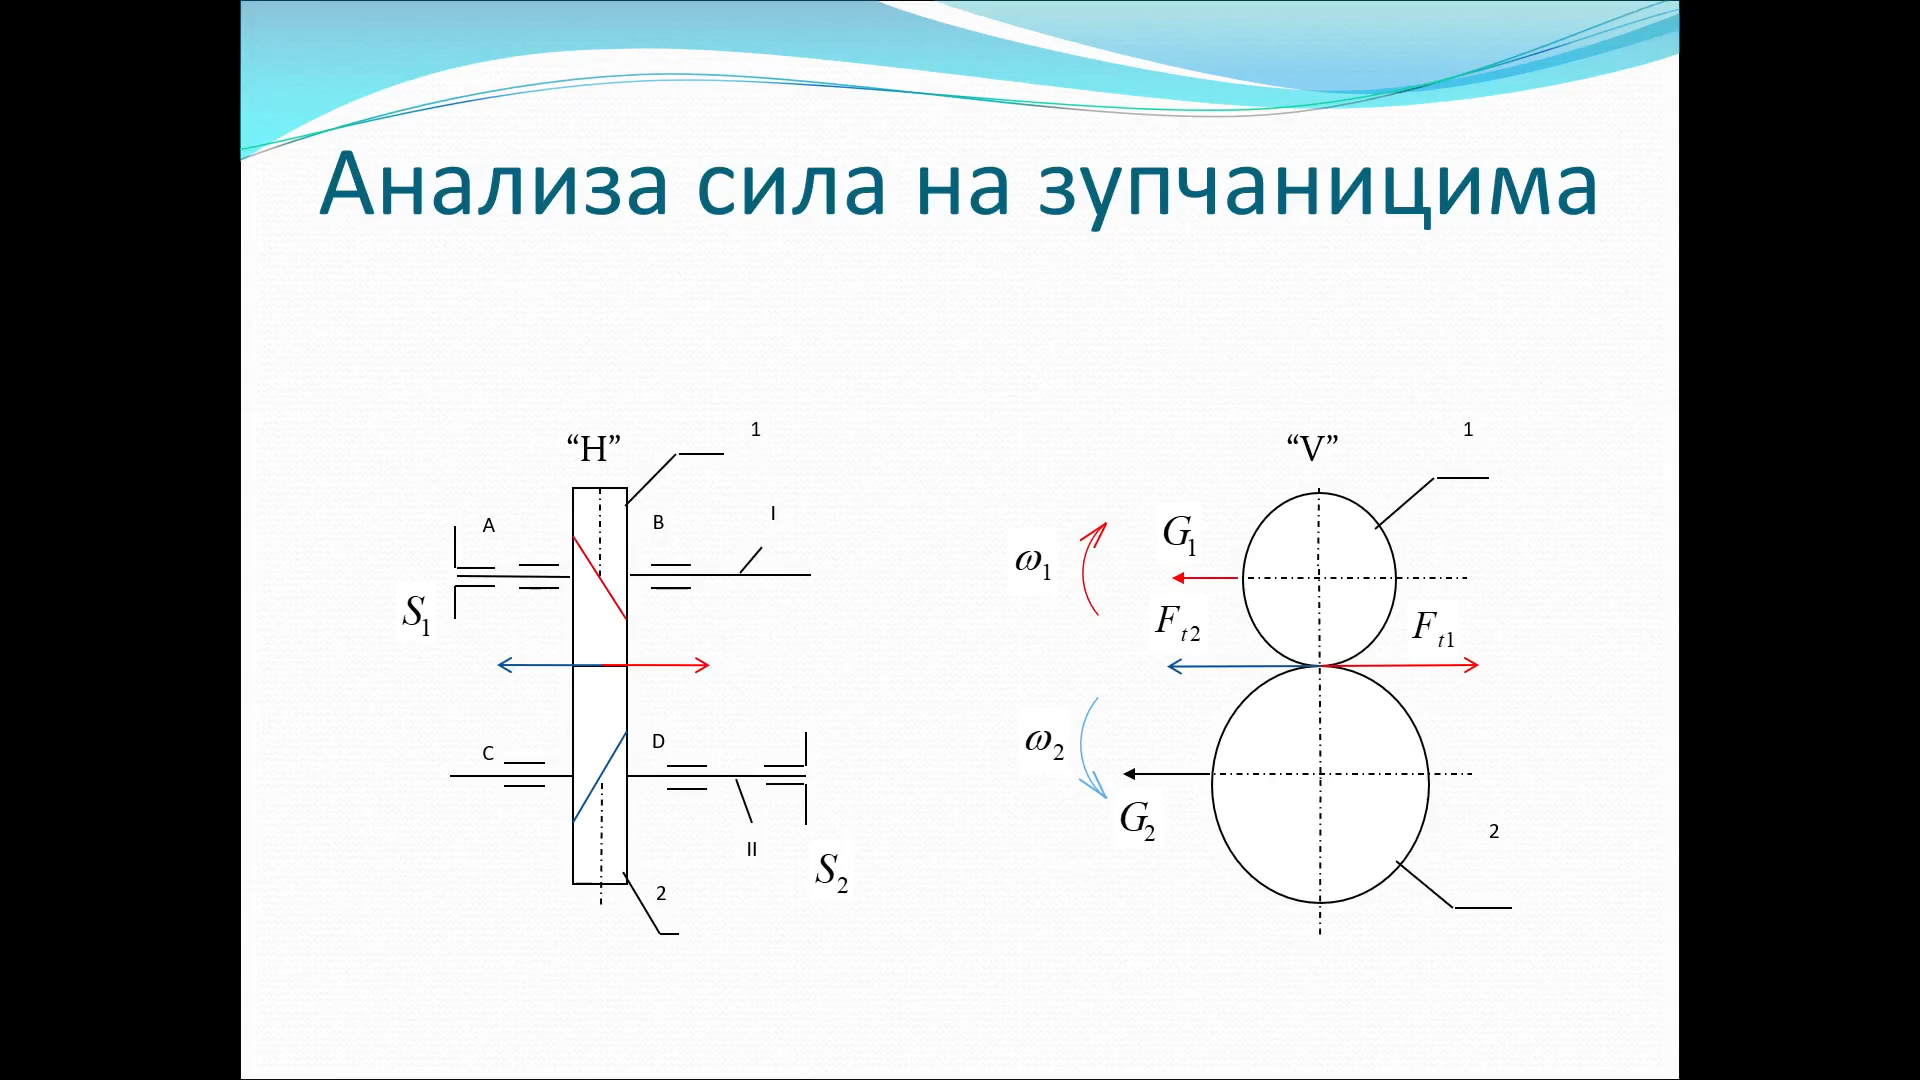 Анализа сила на зупчаницима
“H”
1
A
B
I
S1
C
D
II
S2
2
“V”
1
G1
ω1
Ft2
Ft1
ω2
G2
2